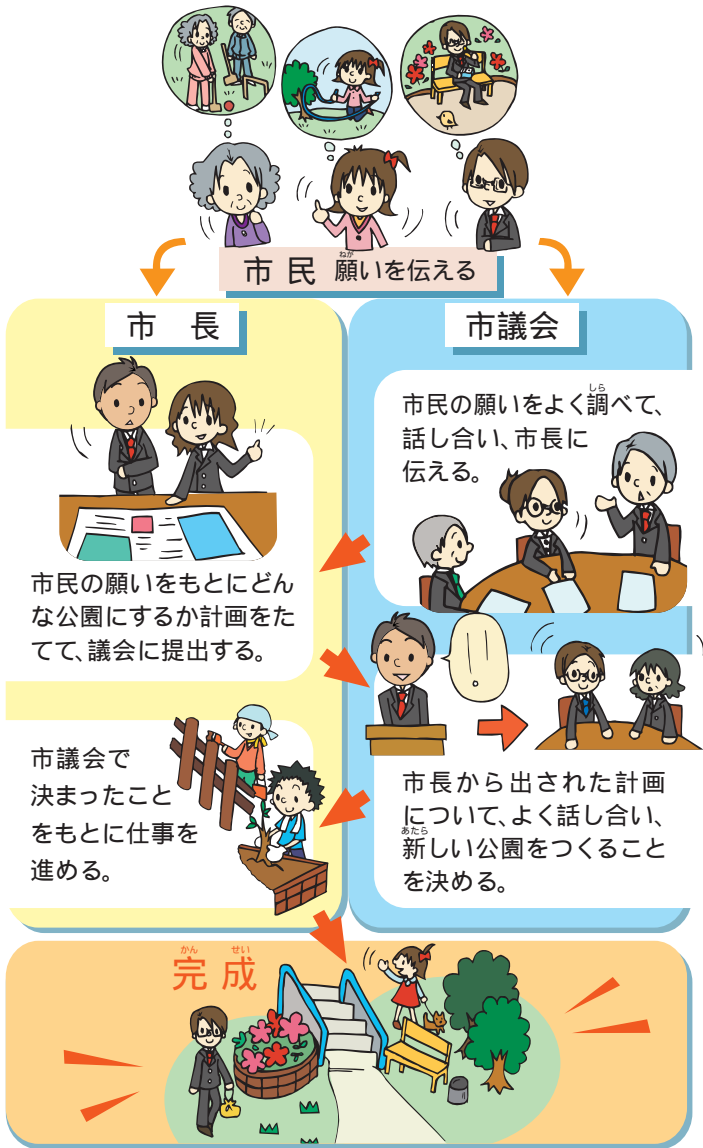 市民 願いを伝える
市長
市議会
市民の願いをよく調べて、
話し合い、市長に
伝える。
市民の願いをもとにどん
な公園にするか計画をた
てて、議会に提出する。
市長から出された計画
について、よく話し合い、
新しい公園をつくること
を決める。
市議会で
決まったこと
をもとに仕事を
進める。
完成